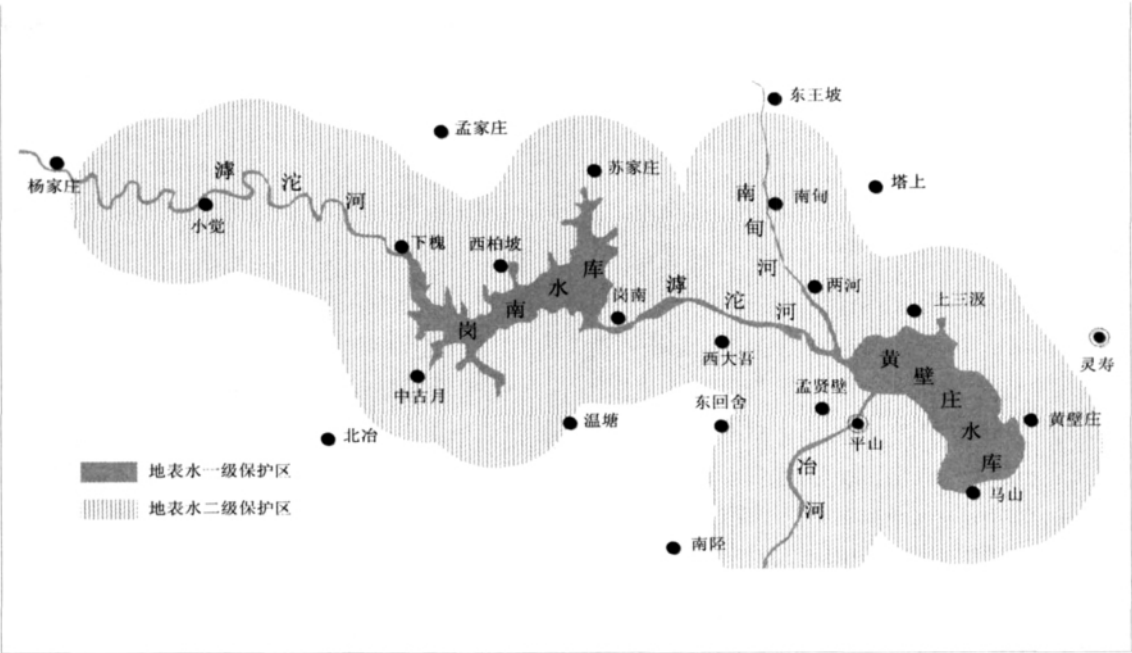 东王坡
孟家庄
苏家庄
杨家庄
滹沱河
小觉
塔上
南甸
南甸河
下槐
西柏坡
岗南水库
岗南
滹沱河
两河
上三汲
西大吾
灵寿
黄壁庄水库
中古月
孟贤壁
东回舍
温塘
平山
黄壁庄
北冶
冶河
马山
南陉
地表水一级保护区
地表水二级保护区